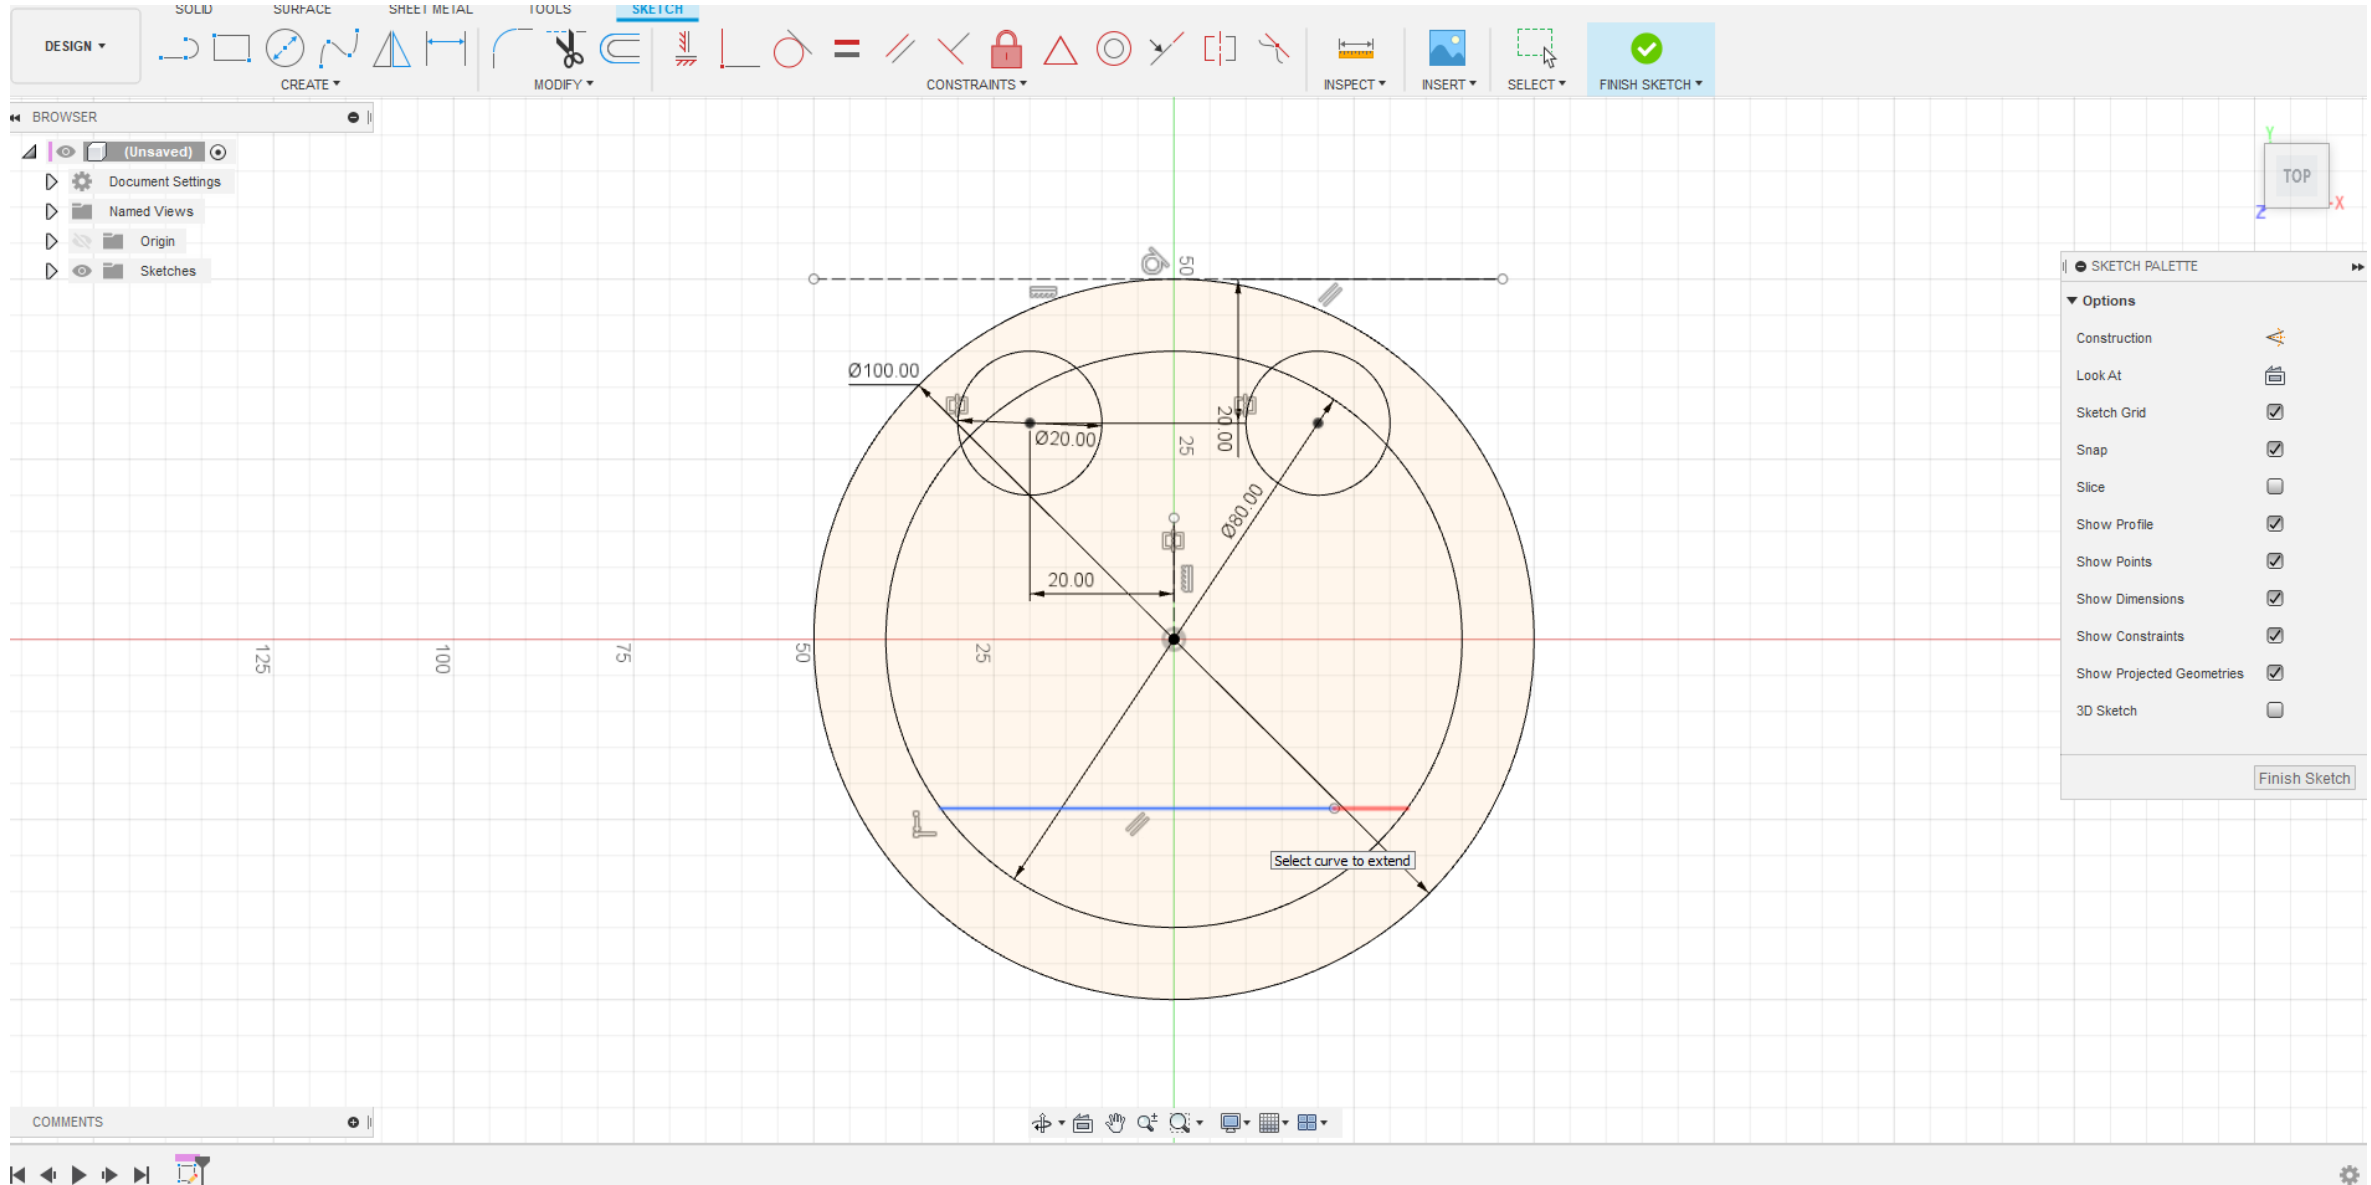 SOLID SURFACE SHEET METAL TOOLS SKETCH
DESIGN
CREATE MODIFY CONSTRAINTS INSPECT INSERT SELECT FINISH SKETCH
BROWSER
(Unsaved)
Document Settings
Named Views
Origin
Sketches
Y
TOP
X
Z
50
Ø100.00
Ø20.00
20.00
25
Ø80.00
20.00
125
100
75
50
25
Select curve to extend
SKETCH PALETTE
Options
Construction
Look At
Sketch Grid
Snap
Slice
Show Profile
Show Points
Show Dimensions
Show Constraints
Show Projected Geometries
3D Sketch
Finish Sketch
COMMENTS